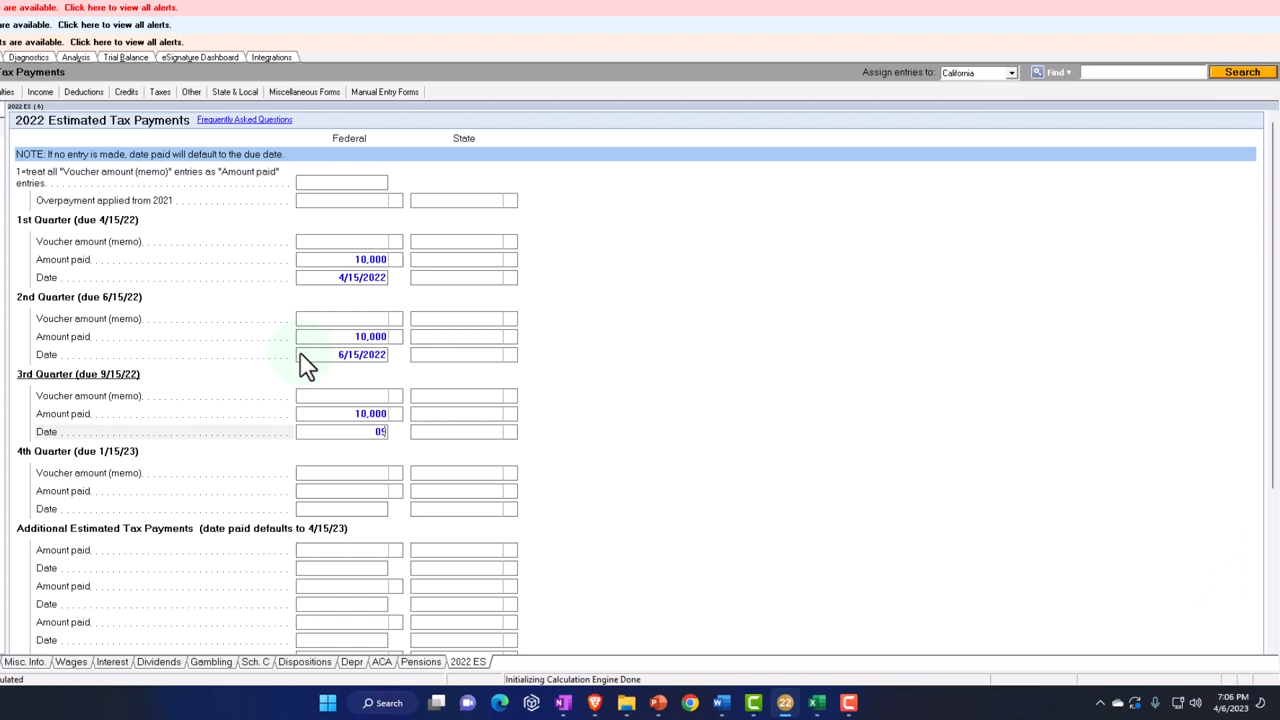 Click here to view all alerts.
are available. Click here to view all alerts.
ts are available. Click here to view all alerts.
Diagnostics Analysis Trial Balance eSignature Dashboard Integrations
Tax Payments Assign entries to: California Find Search
lties Income Deductions Credits Taxes Other State & Local Miscellaneous Forms Manual Entry Forms
2022 ES (6)
2022 Estimated Tax Payments Frequently Asked Questions
Federal State
NOTE: If no entry is made, date paid will default to the due date.
1=treat all "Voucher amount (memo)" entries as "Amount paid"
entries.
Overpayment applied from 2021
1st Quarter (due 4/15/22)
Voucher amount (memo).
Amount paid. 10,000
Date 4/15/2022
2nd Quarter (due 6/15/22)
Voucher amount (memo).
Amount paid. 10,000
Date 6/15/2022
3rd Quarter (due 9/15/22)
Voucher amount (memo).
Amount paid. 10,000
Date 09
4th Quarter (due 1/15/23)
Voucher amount (memo).
Amount paid.
Date
Additional Estimated Tax Payments (date paid defaults to 4/15/23)
Amount paid.
Date
Amount paid.
Date
Amount paid.
Date
Misc. Info. Wages Interest Dividends Gambling Sch. C Dispositions Depr ACA Pensions 2022 ES
ulated Initializing Calculation Engine Done
Search 22 7:06 PM
4/6/2023